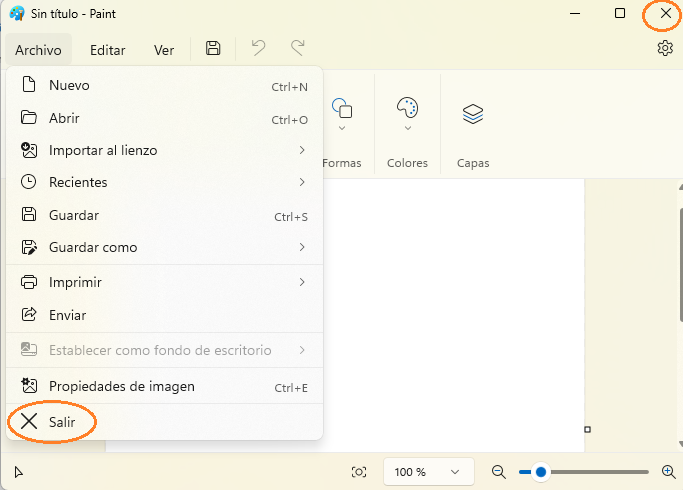 Sin título - Paint
Archivo Editar Ver
Nuevo Ctrl+N
Abrir Ctrl+O
Importar al lienzo
Recientes
Guardar Ctrl+S
Guardar como
Imprimir
Enviar
Establecer como fondo de escritorio
Propiedades de imagen Ctrl+E
Salir
Formas Colores Capas
100 %